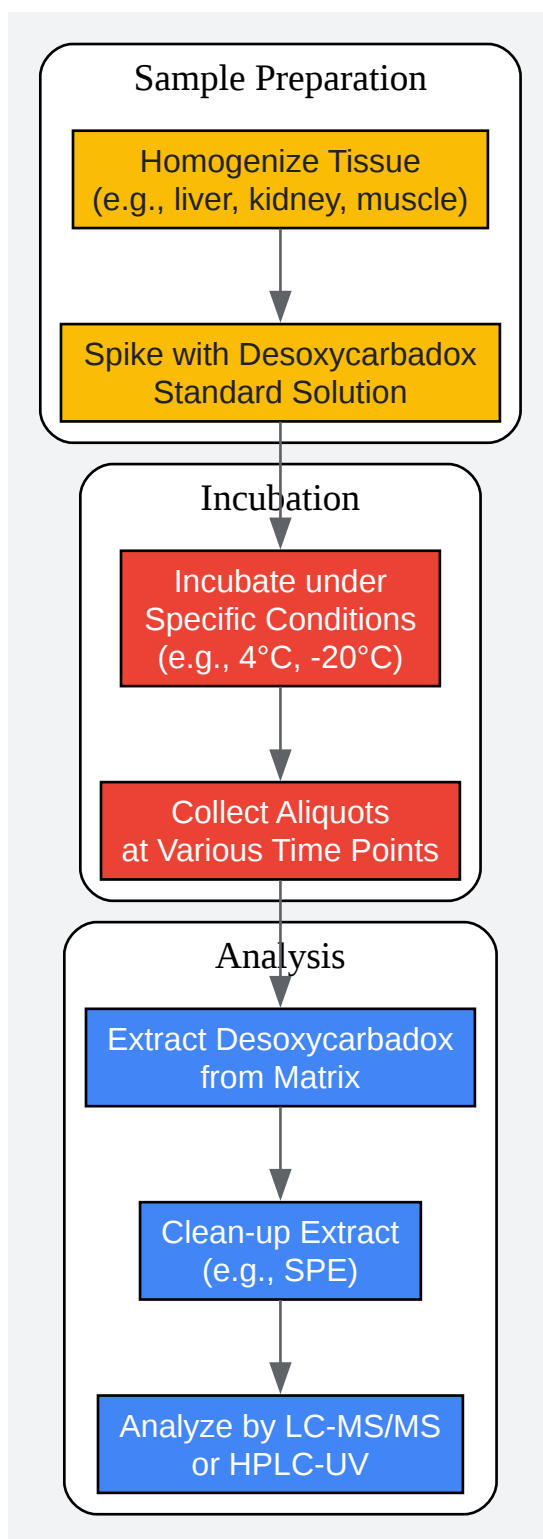 Sample Preparation
Homogenize Tissue
(e.g., liver, kidney, muscle)
Spike with Desoxycarbadox
Standard Solution
Incubation
Incubate under
Specific Conditions
(e.g., 4°C, -20°C)
Collect Aliquots
at Various Time Points
Analysis
Extract Desoxycarbadox
from Matrix
Clean-up Extract
(e.g., SPE)
Analyze by LC-MS/MS
or HPLC-UV